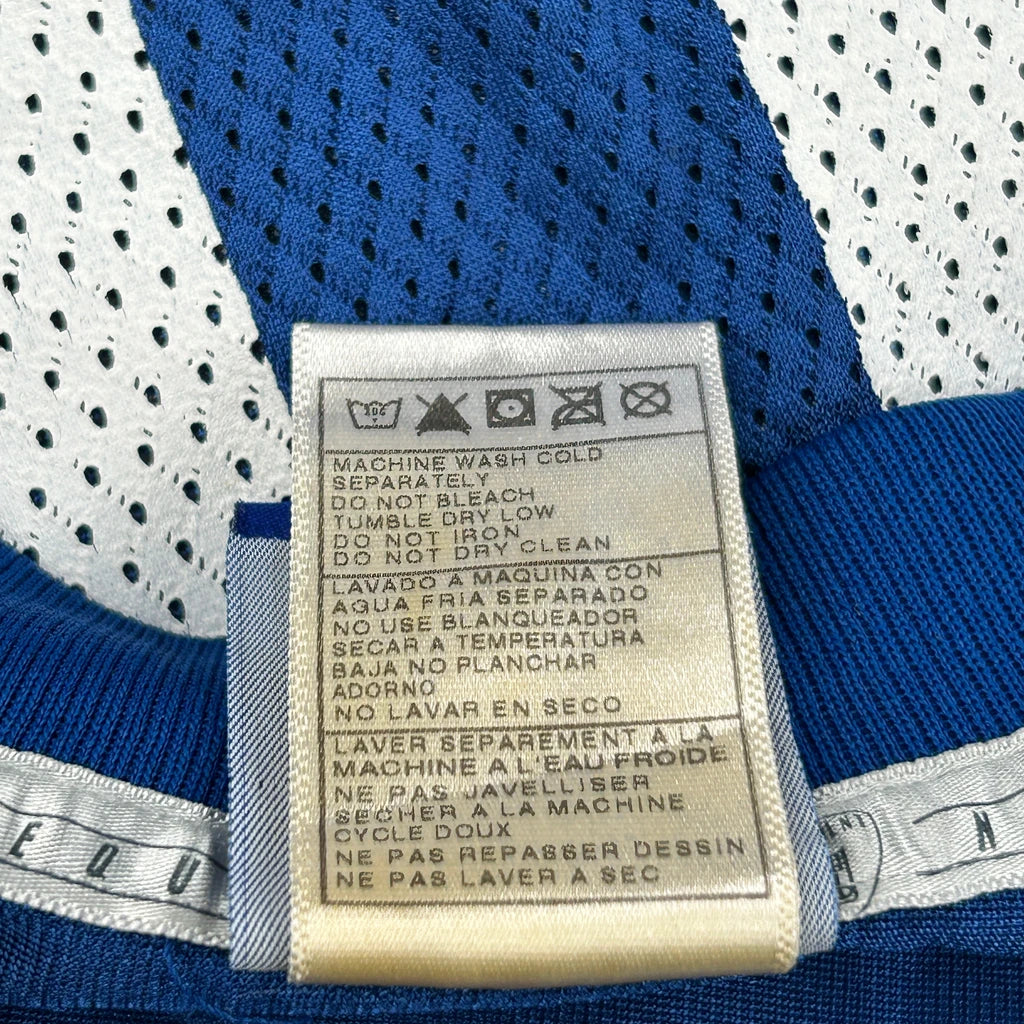 30C
MACHINE WASH COLD
SEPARATELY
DO NOT BLEACH
TUMBLE DRY LOW
DO NOT IRON
DO NOT DRY CLEAN
LAVADO A MAQUINA CON
AGUA FRIA SEPARADO
NO USE BLANQUEADOR
SECAR A TEMPERATURA
BAJA NO PLANCHAR
ADORNO
NO LAVAR EN SECO
LAVER SEPAREMENT A LA
MACHINE A L'EAU FROIDE
NE PAS JAVELLISER
SECHER A LA MACHINE
CYCLE DOUX
NE PAS REPASSER DESSIN
NE PAS LAVER A SEC
EQU
MENT
N